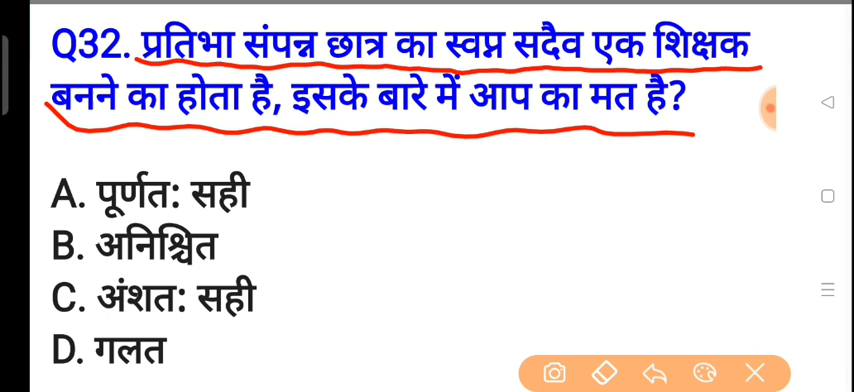 Q32. प्रतिभा संपन्न छात्र का स्वप्न सदैव एक शिक्षक
बनने का होता है, इसके बारे में आप का मत है?
A. पूर्णत: सही
B. अनिश्चित
C. अंशत: सही
D. गलत